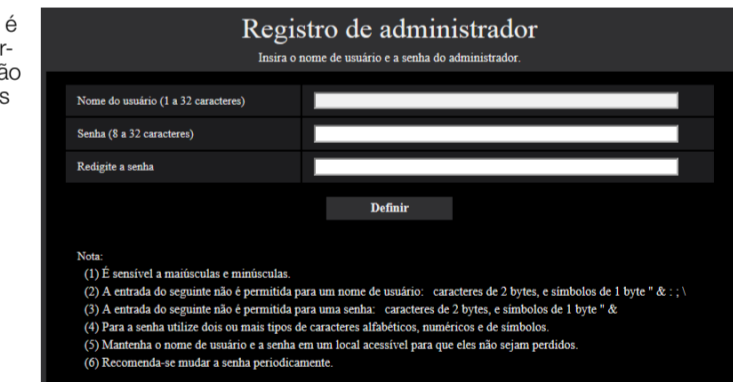 é
r-
ão
s
Registro de administrador
Insira o nome de usuário e a senha do administrador.
Nome do usuário (1 a 32 caracteres)
Senha (8 a 32 caracteres)
Redigite a senha
Definir
Nota:
(1) É sensível a maiúsculas e minúsculas.
(2) A entrada do seguinte não é permitida para um nome de usuário: caracteres de 2 bytes, e símbolos de 1 byte " & : ; \
(3) A entrada do seguinte não é permitida para uma senha: caracteres de 2 bytes, e símbolos de 1 byte " &
(4) Para a senha utilize dois ou mais tipos de caracteres alfabéticos, numéricos e de símbolos.
(5) Mantenha o nome de usuário e a senha em um local acessível para que eles não sejam perdidos.
(6) Recomenda-se mudar a senha periodicamente.